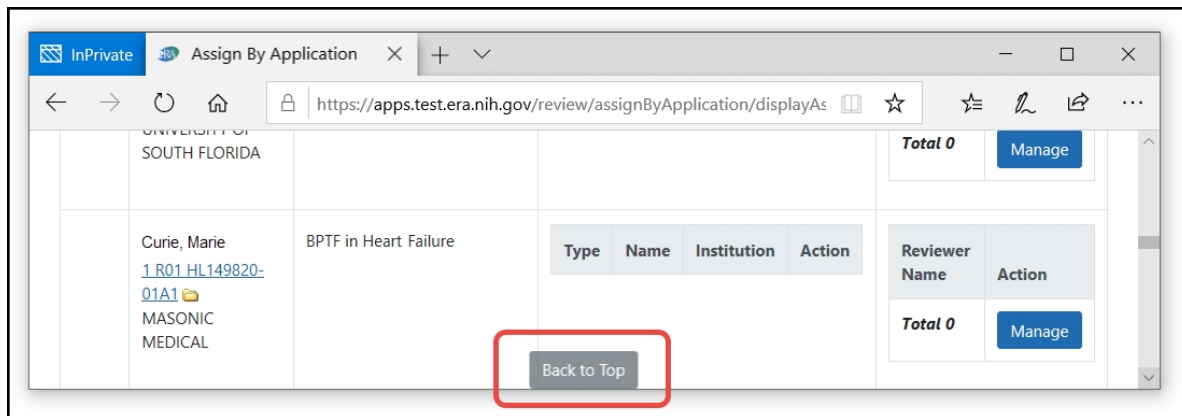 InPrivate
Assign By Application
https://apps.test.era.nih.gov/review/assignByApplication/displayAs
UNIVERSITY OF
SOUTH FLORIDA
Total 0
Manage
Curie, Marie
1 R01 HL149820-
01A1
MASONIC
MEDICAL
BPTF in Heart Failure
Type Name Institution Action
Reviewer
Name Action
Total 0
Manage
Back to Top